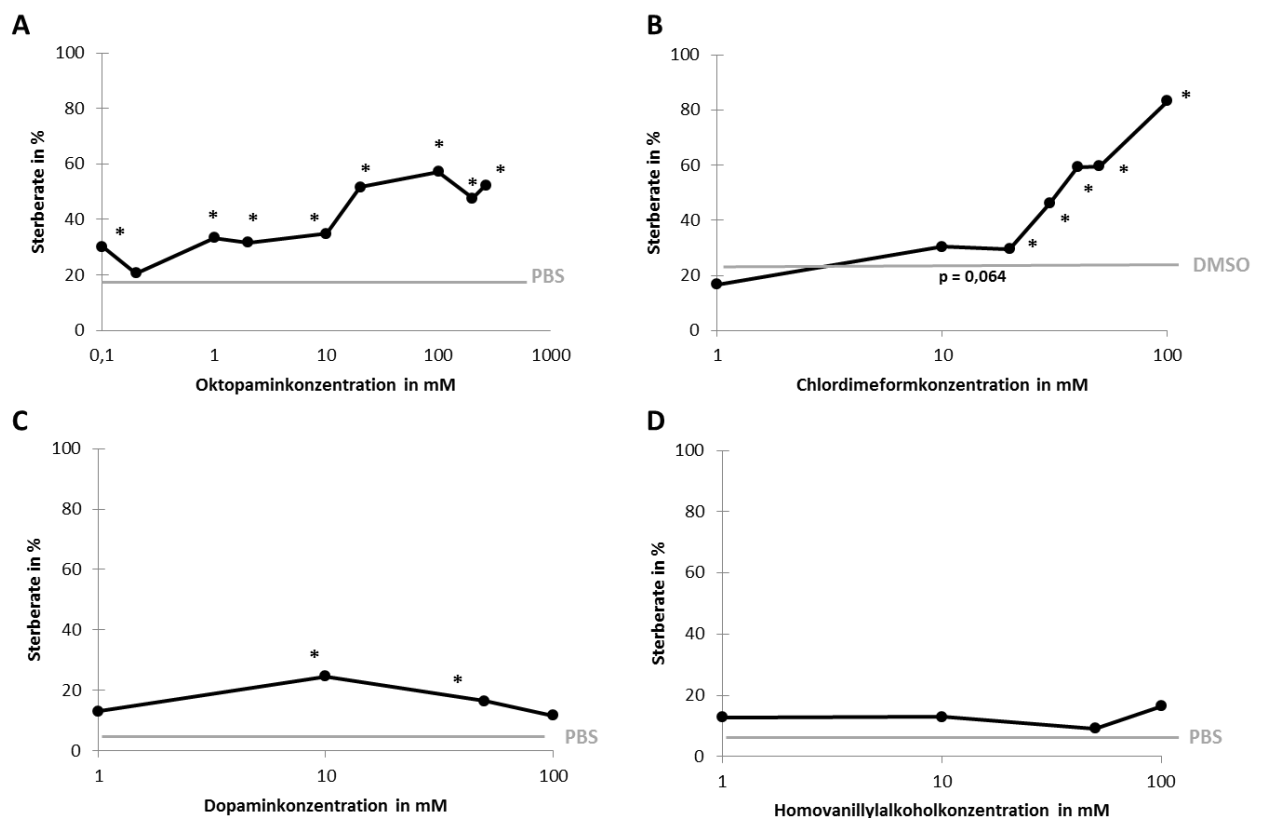 A
100
80
60
40
20
0
Sterberate in %
*
*
*
*
*
*
*
*
PBS
0,1 1 10 100 1000
Oktopaminkonzentration in mM
B
100
80
60
40
20
0
Sterberate in %
*
*
*
*
*
DMSO
p = 0,064
1 10 100
Chlordimeformkonzentration in mM
C
100
80
60
40
20
0
Sterberate in %
*
*
PBS
1 10 100
Dopaminkonzentration in mM
D
100
80
60
40
20
0
Sterberate in %
PBS
1 10 100
Homovanillylalkoholkonzentration in mM